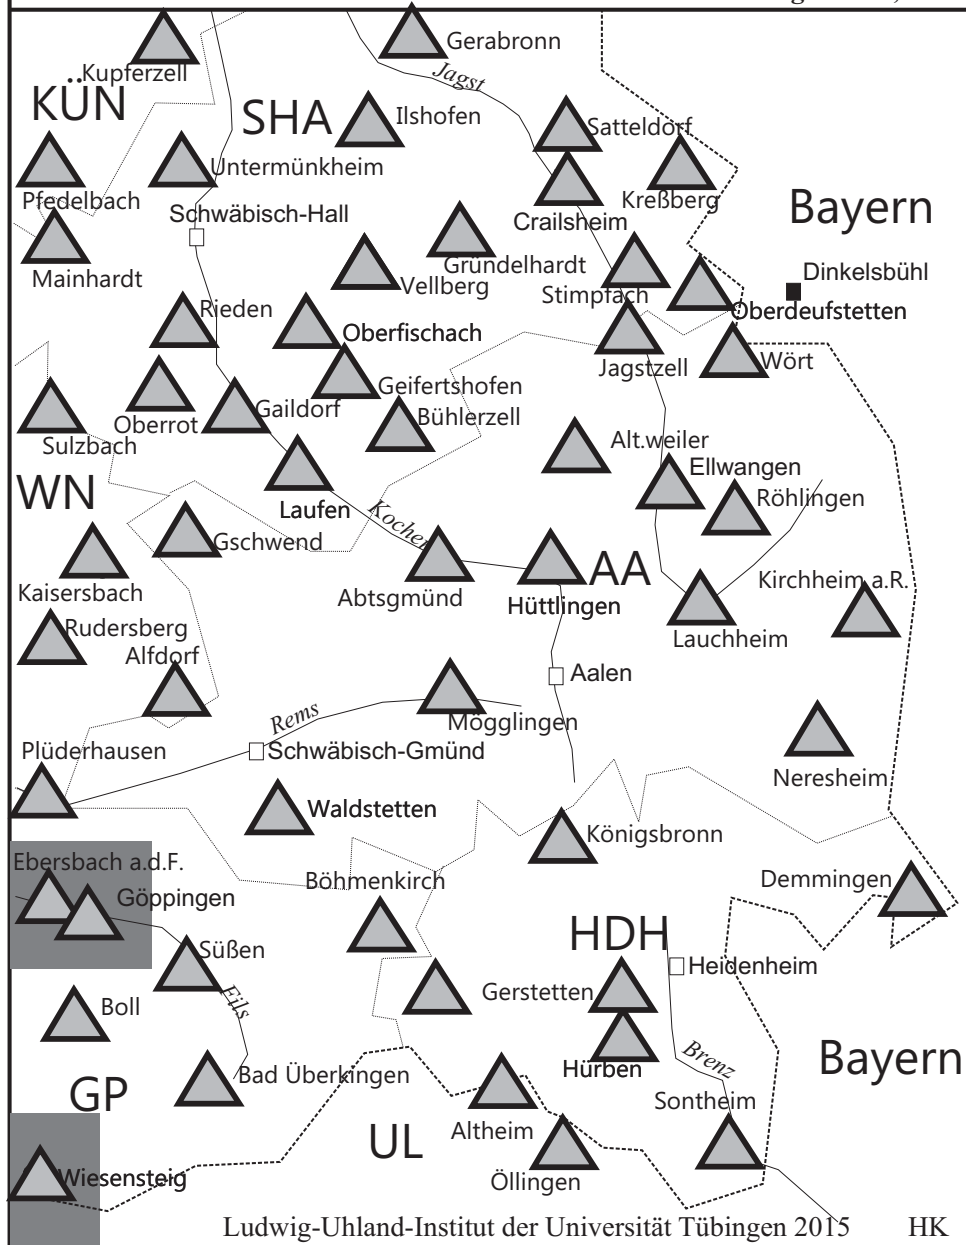 Gerabronn
Kupferzell
Jagst
KÜN
SHA
Ilshofen
Satteldorf
Untermünkheim
Pfedelbach
Kreßberg
Bayern
Schwäbisch-Hall
Crailsheim
Mainhardt
Gründelhardt
Dinkelsbühl
Vellberg
Stimpfach
Rieden
Oberdeufstetten
Oberfischach
Jagstzell
Wört
Geifertshofen
Gaildorf
Bühlerzell
Oberrot
Sulzbach
Alt.weiler
Ellwangen
WN
Röhlingen
Laufen
Kocher
Gschwend
AA
Kirchheim a.R.
Kaisersbach
Abtsgmünd
Hüttlingen
Rudersberg
Lauchheim
Alfdorf
Aalen
Rems
Mögglingen
Plüderhausen
Schwäbisch-Gmünd
Neresheim
Waldstetten
Königsbronn
Ebersbach a.d.F.
Böhmenkirch
Demmingen
Göppingen
HDH
Süßen
Heidenheim
Gerstetten
Fils
Boll
Brenz
Bayern
Hürben
Bad Überkingen
GP
Sontheim
Altheim
UL
Wiesensteig
Öllingen
Ludwig-Uhland-Institut der Universität Tübingen 2015 HK